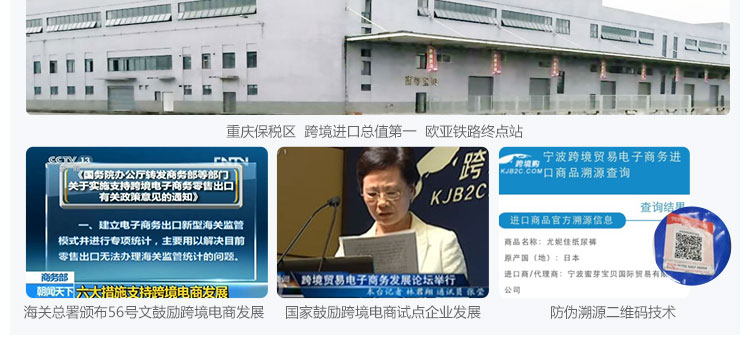 重庆保税区 跨境进口总值第一 欧亚铁路终点站
CCTV 13
《国务院办公厅转发商务部等部门
关于实施支持跨境电子商务零售出口
有关政策意见的通知》
一、建立电子商务出口新型海关监管
模式并进行专项统计,主要用以解决目前
零售出口无法办理海关监管统计的问题。
商务部
朝闻天下
六大措施支持跨境电商发展
海关总署颁布56号文鼓励跨境电商发展
跨
KJB2C.COM
跨境贸易电子商务发展论坛举行
本台记者 林君翔 通讯员 张莹
国家鼓励跨境电商试点企业发展
跨境购
KJB2C.COM
宁波跨境贸易电子商务进
口商品溯源查询
查询结果
进口商品官方溯源信息
商品名称:尤妮佳纸尿裤
原产国(地):日本
进口商/代理商:宁波蜜芽宝贝国际贸易有
公司
防伪溯源二维码技术